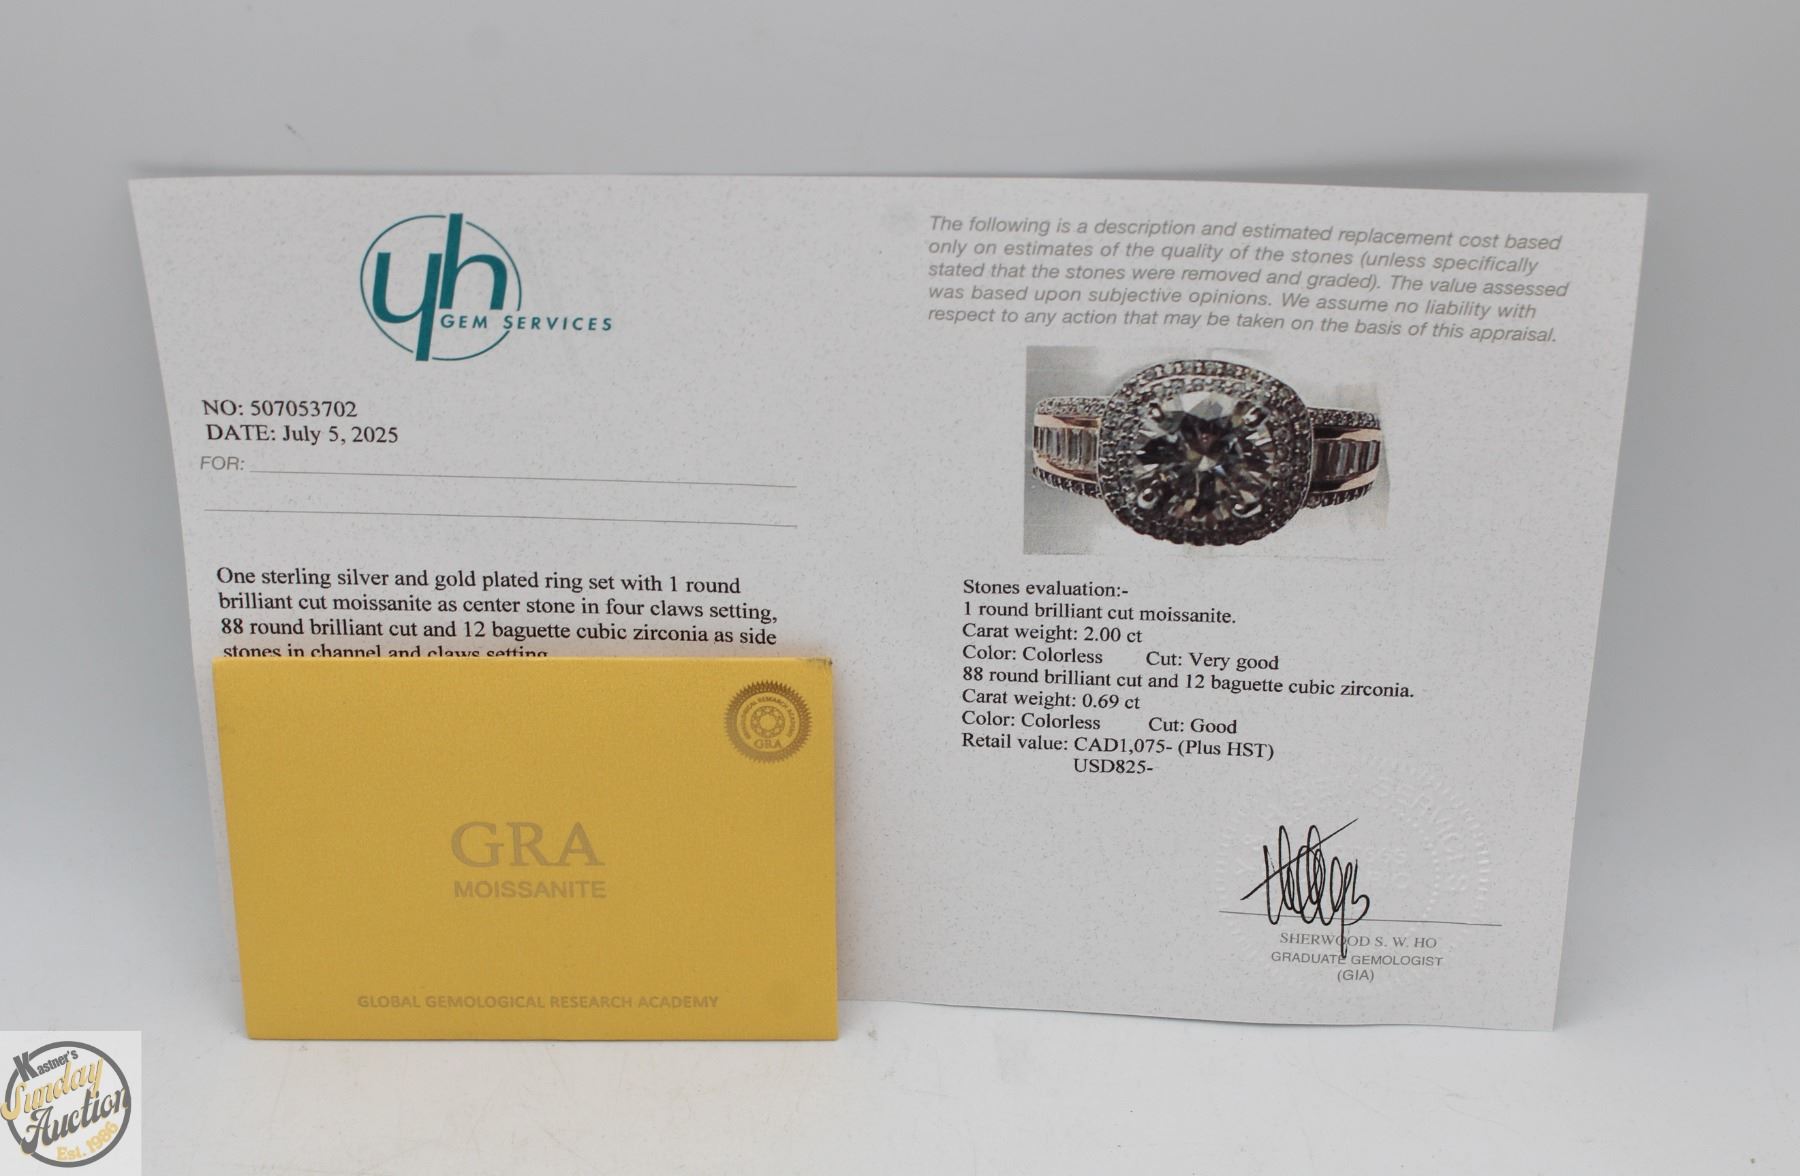 yh
GEM SERVICES
NO: 507053702
DATE: July 5, 2025
FOR:
One sterling silver and gold plated ring set with 1 round
brilliant cut moissanite as center stone in four claws setting,
88 round brilliant cut and 12 baguette cubic zirconia as side
stones in channel and claws setting
The following is a description and estimated replacement cost based
only on estimates of the quality of the stones (unless specifically
stated that the stones were removed and graded). The value assessed
was based upon subjective opinions. We assume no liability with
respect to any action that may be taken on the basis of this appraisal.
Stones evaluation:-
1 round brilliant cut moissanite.
Carat weight: 2.00 ct
Color: Colorless Cut: Very good
88 round brilliant cut and 12 baguette cubic zirconia.
Carat weight: 0.69 ct
Color: Colorless Cut: Good
Retail value: CAD1,075- (Plus HST)
USD825-
SHERWOOD S. W. HO
GRADUATE GEMOLOGIST
(GIA)
GRA
GRA
MOISSANITE
GLOBAL GEMOLOGICAL RESEARCH ACADEMY
Kastner's
Sunday
Auction
Est. 1986